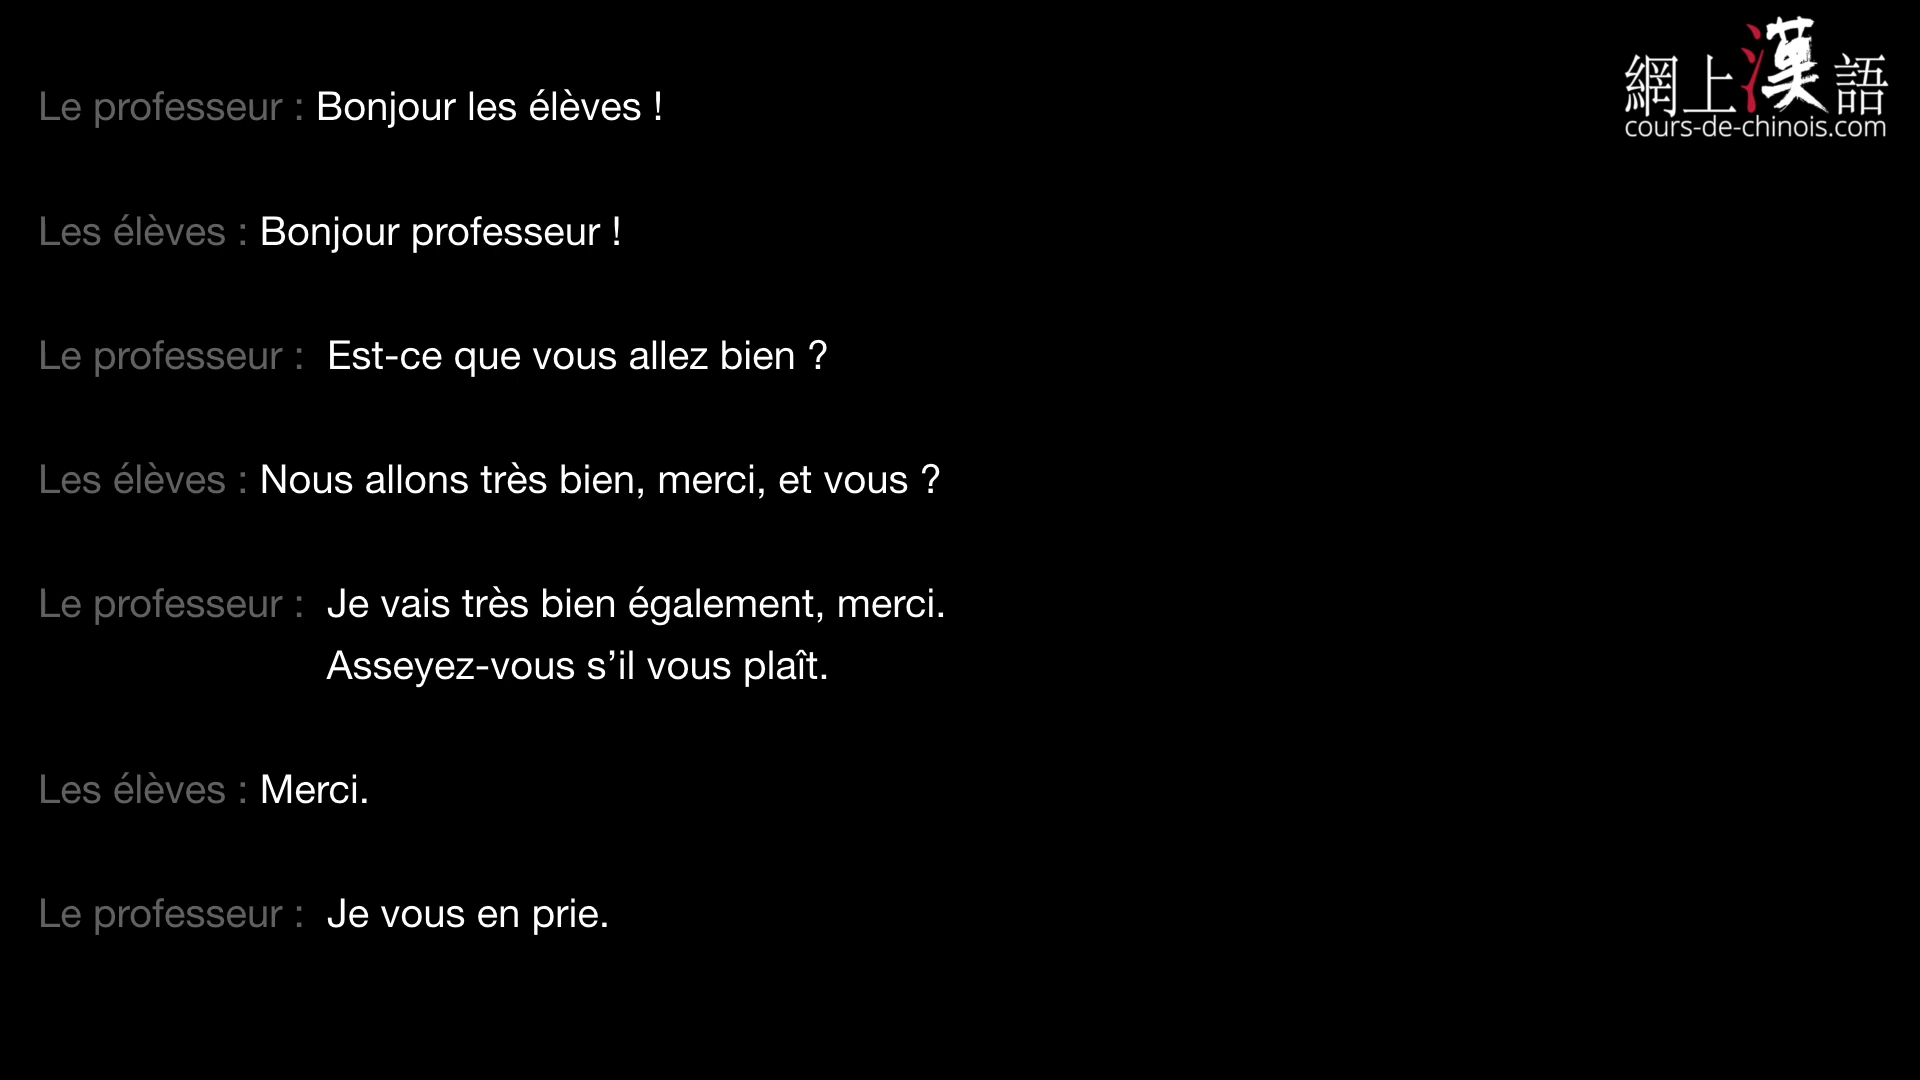 網上漢語
cours-de-chinois.com
Le professeur : Bonjour les élèves !
Les élèves : Bonjour professeur !
Le professeur : Est-ce que vous allez bien ?
Les élèves : Nous allons très bien, merci, et vous ?
Le professeur : Je vais très bien également, merci.
Asseyez-vous s’il vous plaît.
Les élèves : Merci.
Le professeur : Je vous en prie.